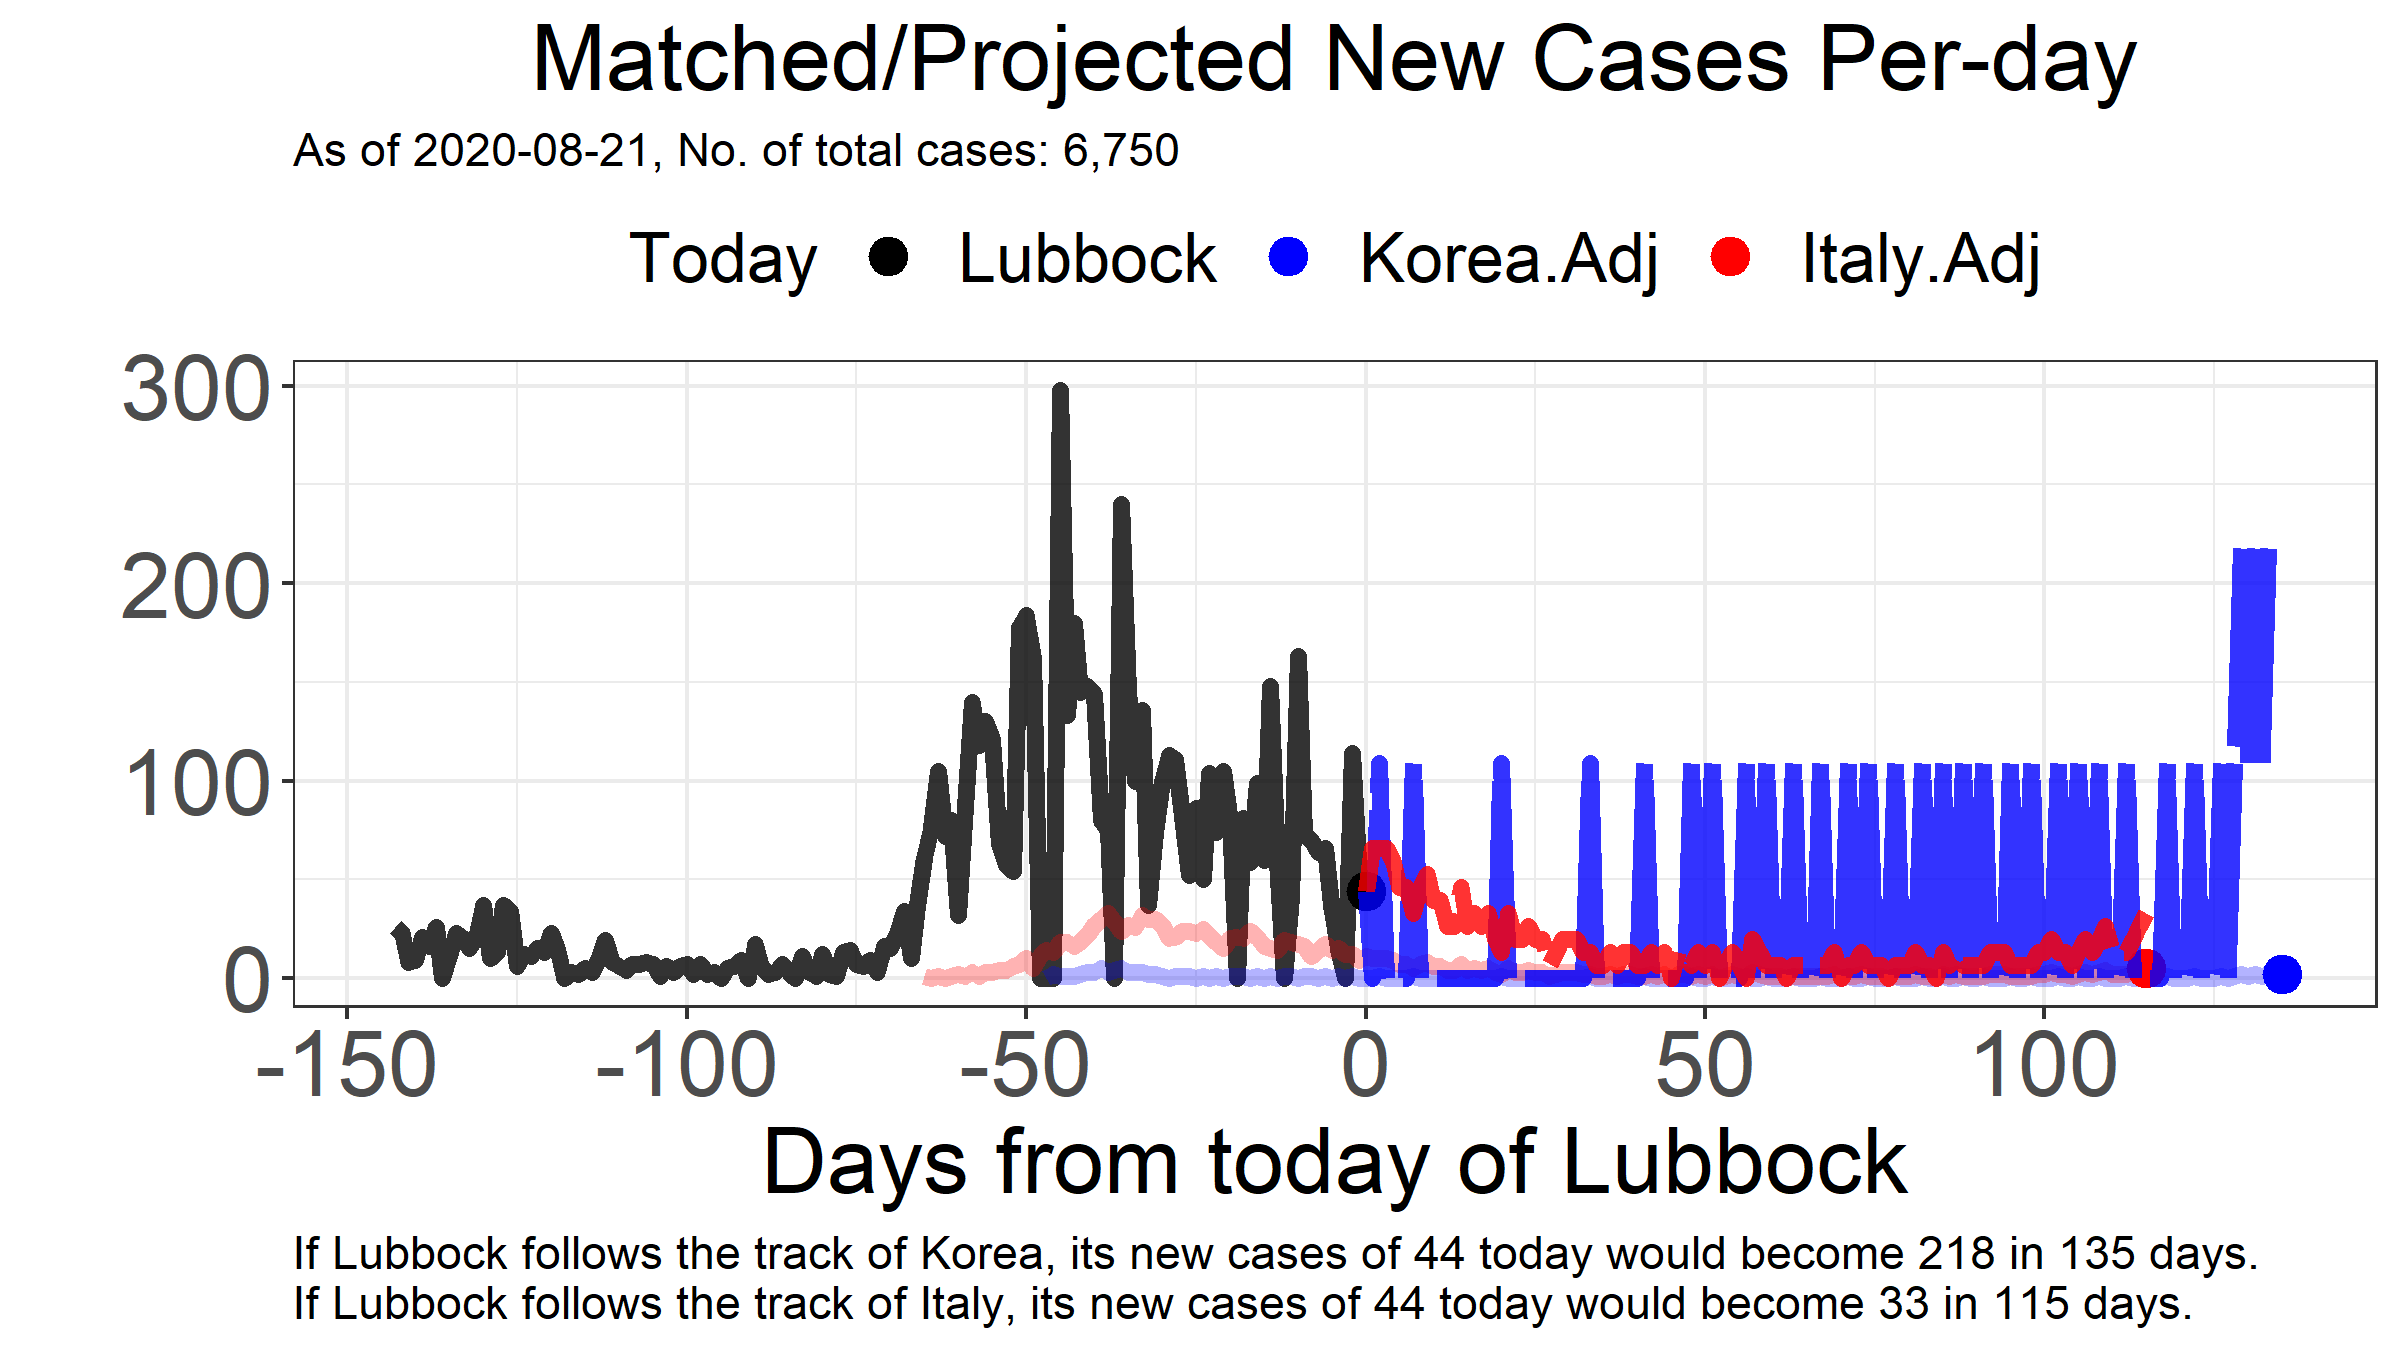 Matched/Projected New Cases Per-day
As of 2020-08-21, No. of total cases: 6,750
Today Lubbock Korea.Adj Italy.Adj
300
200
100
0
-150 -100 -50 0 50 100
Days from today of Lubbock
If Lubbock follows the track of Korea, its new cases of 44 today would become 218 in 135 days.
If Lubbock follows the track of Italy, its new cases of 44 today would become 33 in 115 days.